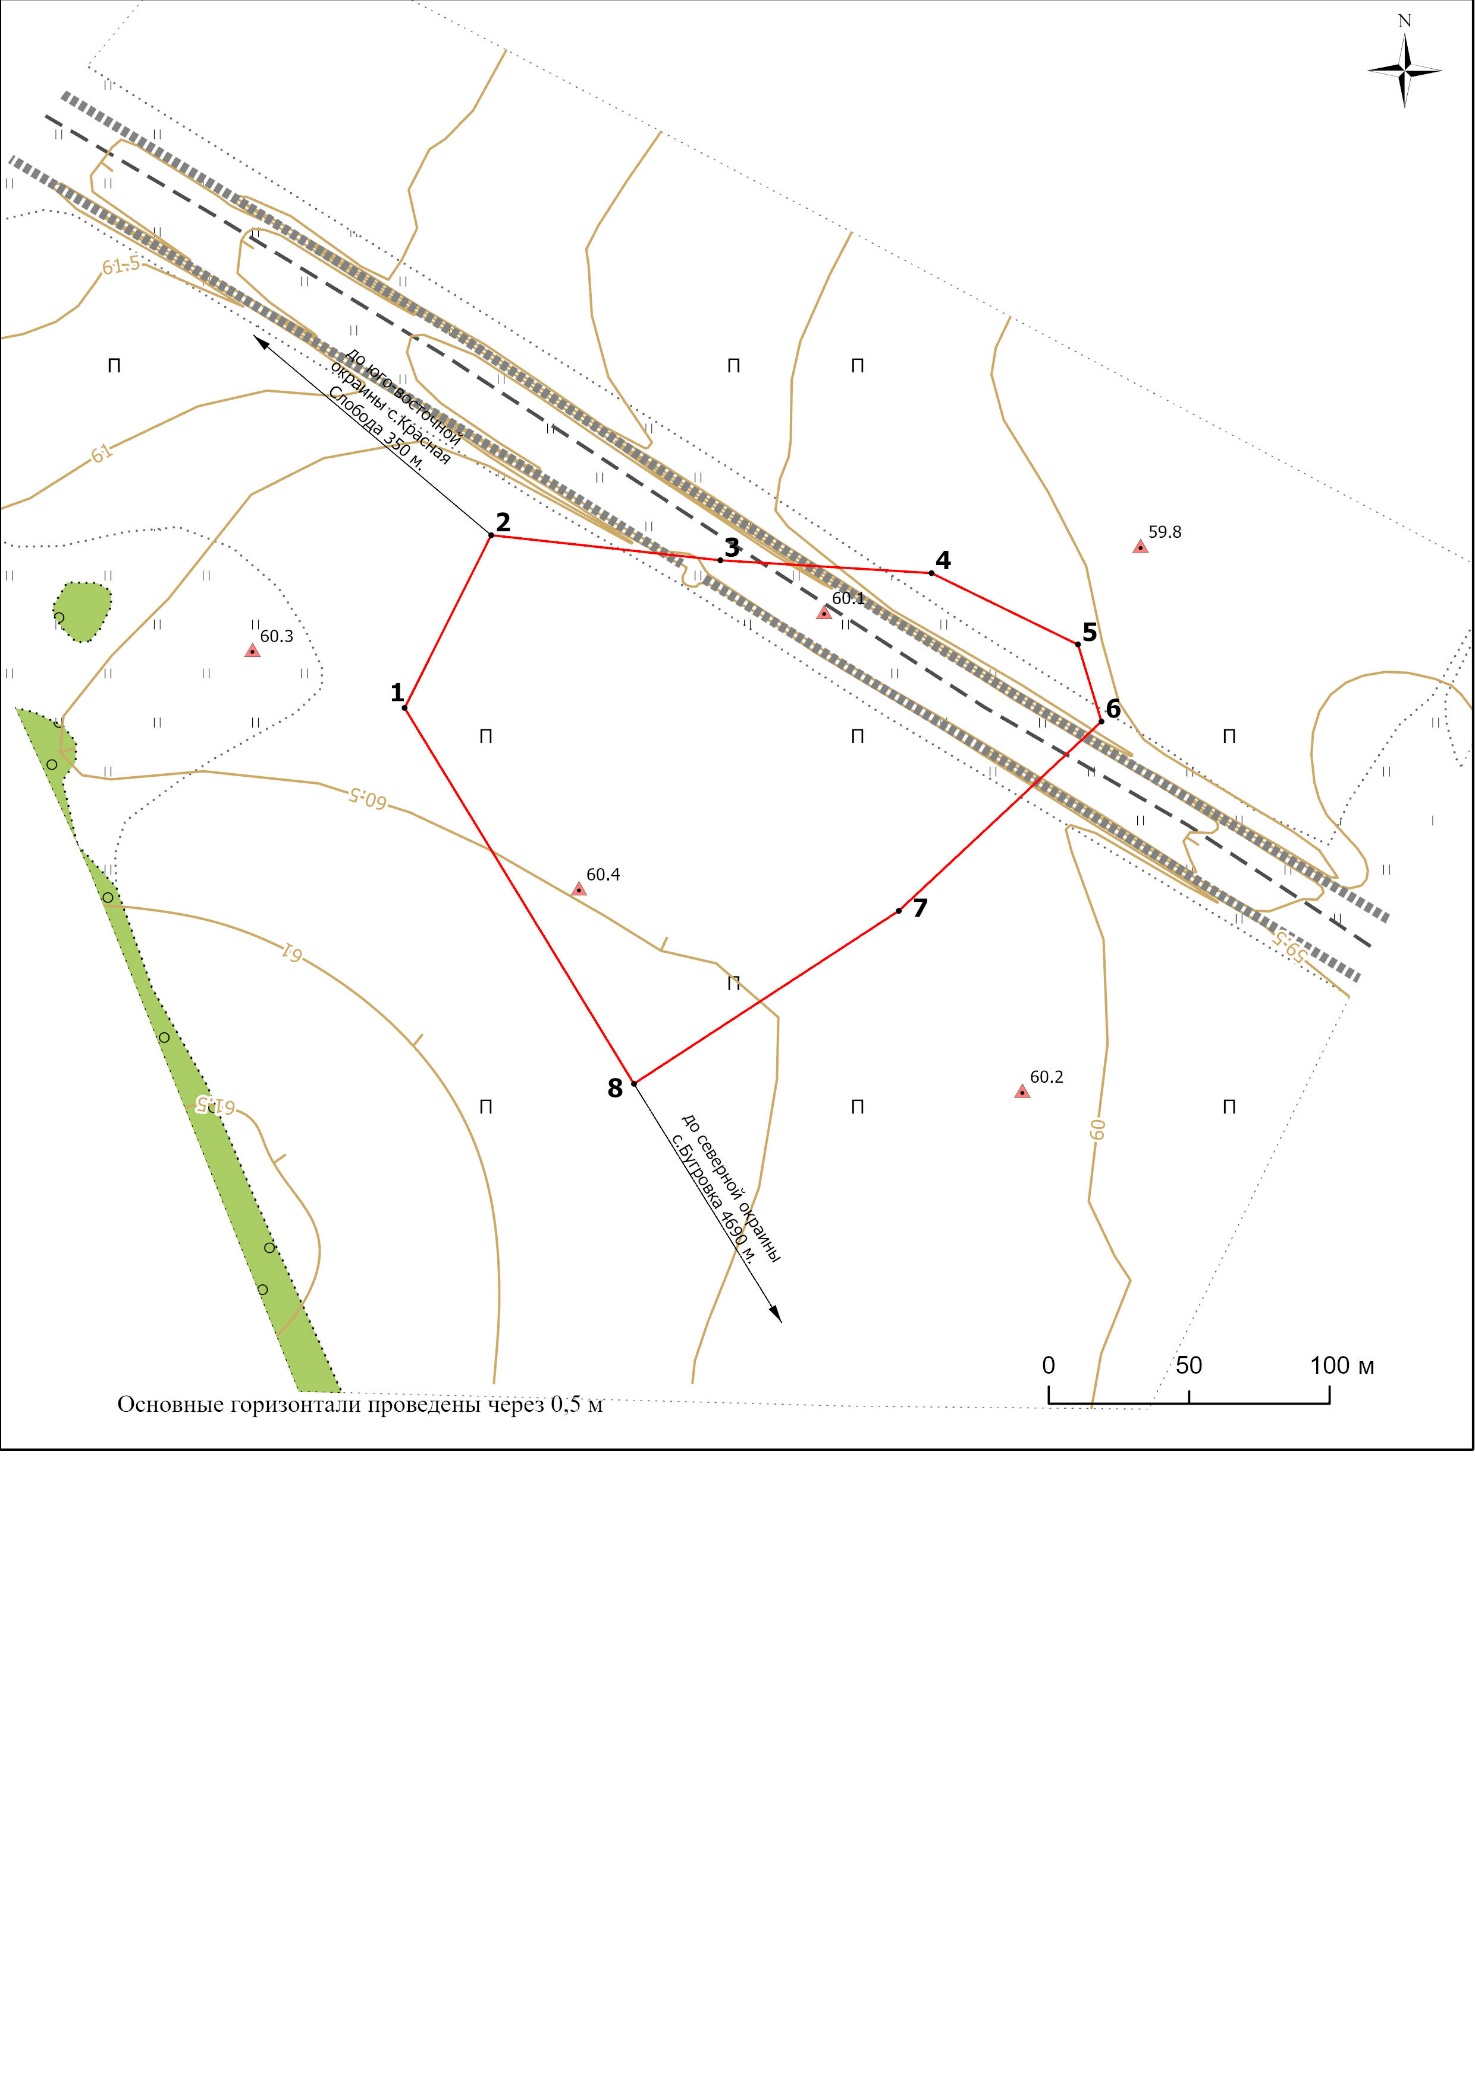 N
61.5
П
П
П
до юго-восточной
окраины с.Красная
Слобода 350 м.
61
2
3
4
59.8
60.1
60.3
5
1
6
П
П
П
60.5
60.4
7
59.5
61
П
8
60.2
61.5
П
П
П
до северной окраины
с.Бугровка 4690 м.
60
0 50 100 м
Основные горизонтали проведены через 0,5 м